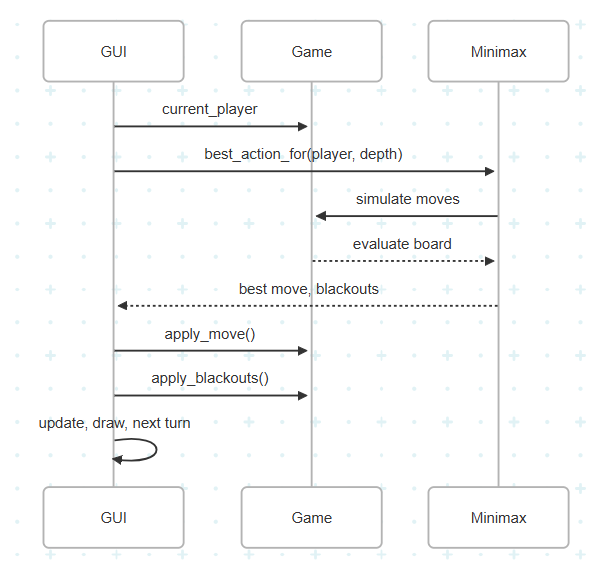 GUI
Game
Minimax
current_player
best_action_for(player, depth)
simulate moves
evaluate board
best move, blackouts
apply_move()
apply_blackouts()
update, draw, next turn
GUI
Game
Minimax